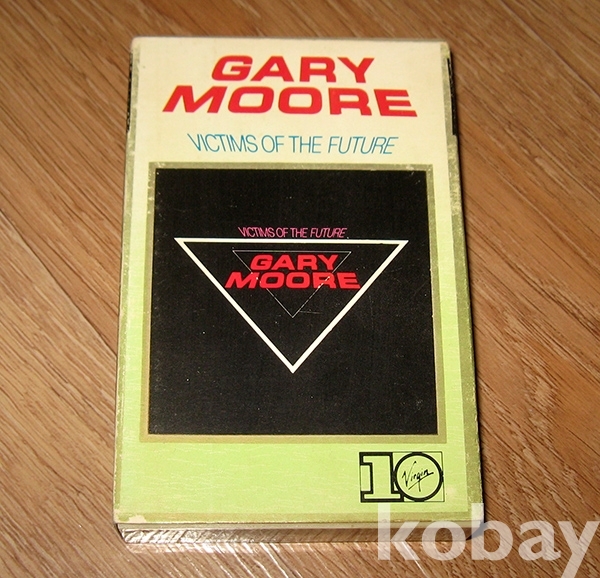 GARY
MOORE
VICTIMS OF THE FUTURE
VICTIMS OF THE FUTURE
GARY
MOORE
10
Virgin
kobay